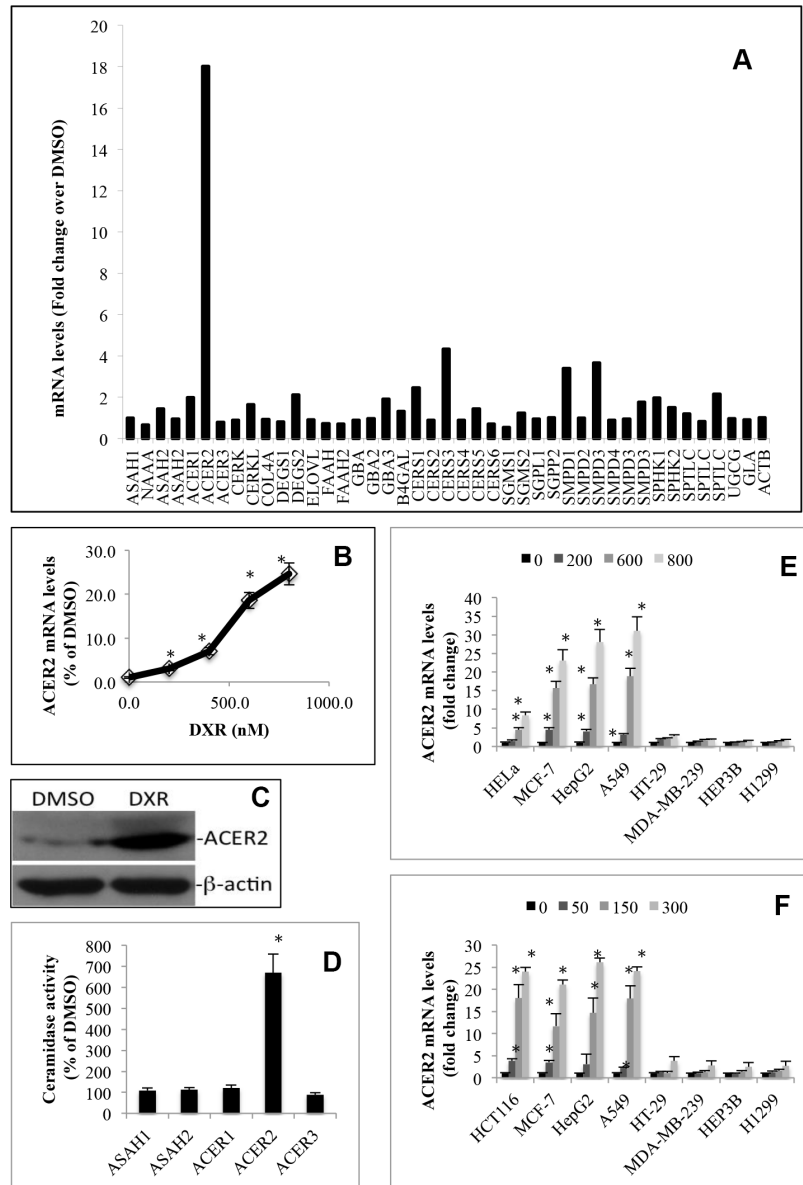 A
mRNA levels (Fold change over DMSO)
20
18
16
14
12
10
8
6
4
2
0
ASAH1
NAAA
ASAH2
ASAH2
ACER1
ACER2
ACER3
CERK
CERKL
COL4A
DEGS1
DEGS2
ELOVL
FAAH
FAAH2
GBA
GBA2
GBA3
B4GAL
CERS1
CERS2
CERS3
CERS4
CERS5
CERS6
SGMS1
SGMS2
SGPL1
SGPP2
SMPD1
SMPD2
SMPD3
SMPD4
SMPD3
SMPD3
SPHK1
SPHK2
SPTLC
SPTLC
SPTLC
UGCG
GLA
ACTB
B
ACER2 mRNA levels
(% of DMSO)
30.0
20.0
10.0
0.0
* * * *
0.0 500.0 1000.0
DXR (nM)
C
DMSO DXR
-ACER2
-β-actin
D
Ceramidase activity
(% of DMSO)
800
700
600
500
400
300
200
100
0
*
ASAH1
ASAH2
ACER1
ACER2
ACER3
E
0 200 600 800
ACER2 mRNA levels
(fold change)
40
35
30
25
20
15
10
5
0
* * * * * * * * * * *
HELa
MCF-7
HepG2
A549
HT-29
MDA-MB-239
HEP3B
H1299
F
0 50 150 300
ACER2 mRNA levels
(fold change)
30
25
20
15
10
5
0
* * * * * * * * * * *
HCT116
MCF-7
HepG2
A549
HT-29
MDA-MB-239
HEP3B
H1299